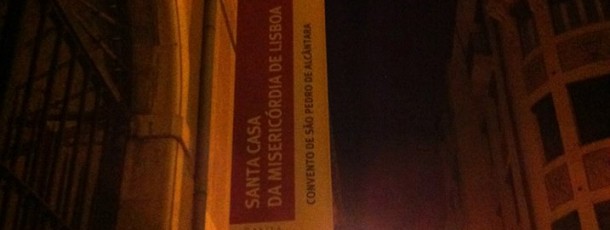 SANTA CASA
DA MISERICÓRDIA DE LISBOA
CONVENTO DE SÃO PEDRO DE ALCÂNTARA